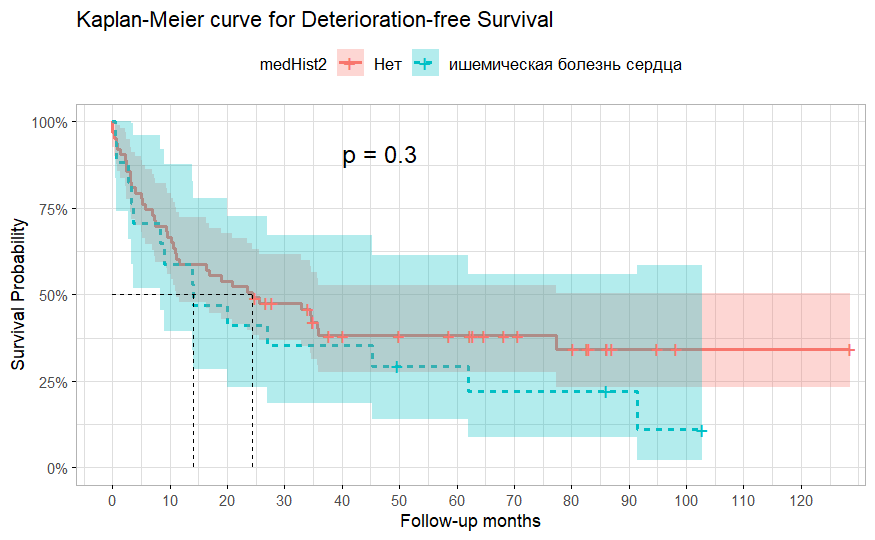 Kaplan-Meier curve for Deterioration-free Survival
medHist2 Нет ишемическая болезнь сердца
100%
75%
50%
25%
0%
p = 0.3
Survival Probability
0 10 20 30 40 50 60 70 80 90 100 110 120
Follow-up months